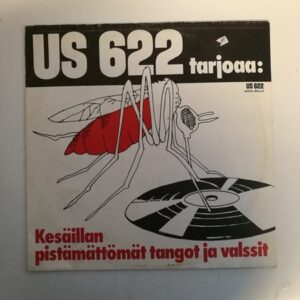 US 622 tarjoaa:
US 622
Kesäillan
pistämättömät tangot ja valssit